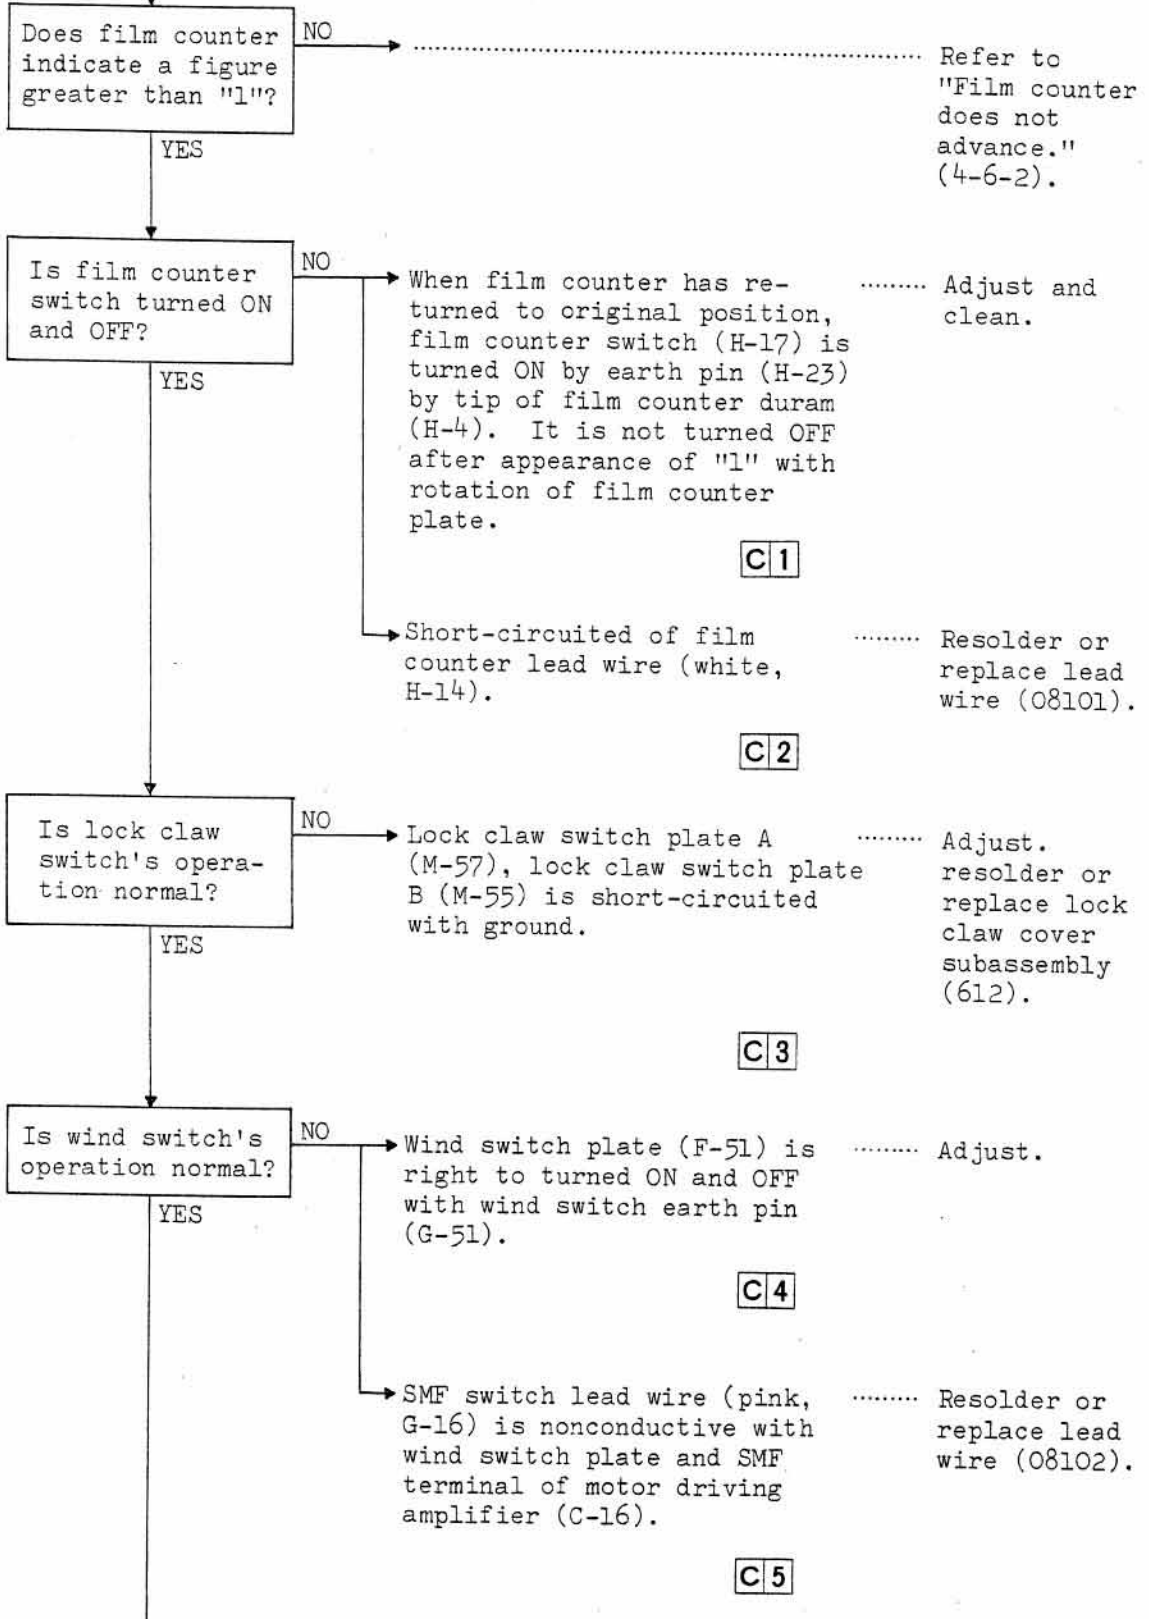 Does film counter
indicate a figure
greater than "1"?
NO
Refer to
"Film counter
does not
advance."
(4-6-2).
YES
Is film counter
switch turned ON
and OFF?
NO
When film counter has re-
turned to original position,
film counter switch (H-17) is
turned ON by earth pin (H-23)
by tip of film counter duram
(H-4). It is not turned OFF
after appearance of "1" with
rotation of film counter
plate.
Adjust and
clean.
C 1
YES
Short-circuited of film
counter lead wire (white,
H-14).
Resolder or
replace lead
wire (08101).
C 2
Is lock claw
switch's opera-
tion normal?
NO
Lock claw switch plate A
(M-57), lock claw switch plate
B (M-55) is short-circuited
with ground.
Adjust.
resolder or
replace lock
claw cover
subassembly
(612).
YES
C 3
Is wind switch's
operation normal?
NO
Wind switch plate (F-51) is
right to turned ON and OFF
with wind switch earth pin
(G-51).
Adjust.
YES
C 4
SMF switch lead wire (pink,
G-16) is nonconductive with
wind switch plate and SMF
terminal of motor driving
amplifier (C-16).
Resolder or
replace lead
wire (08102).
C 5